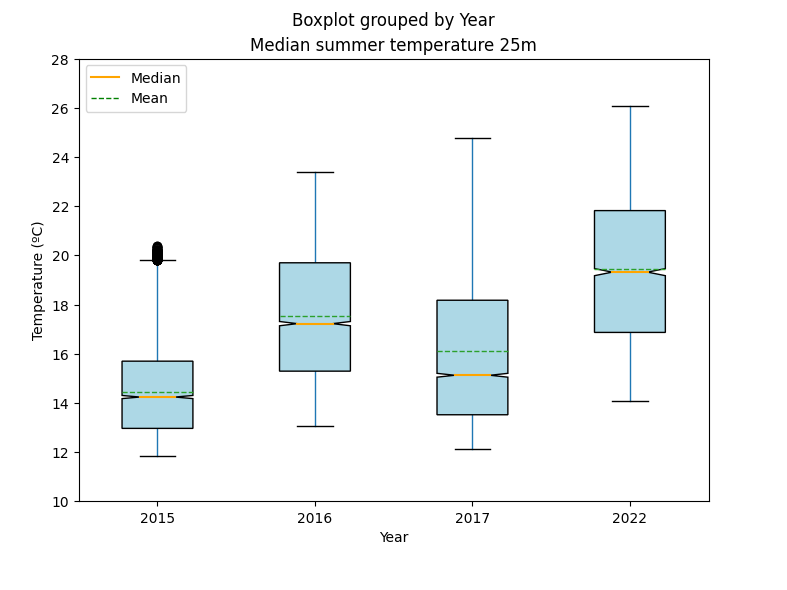 Boxplot grouped by Year
Median summer temperature 25m
28
26
24
22
20
18
16
14
12
10
Temperature (ºC)
Median
Mean
2015 2016 2017 2022
Year